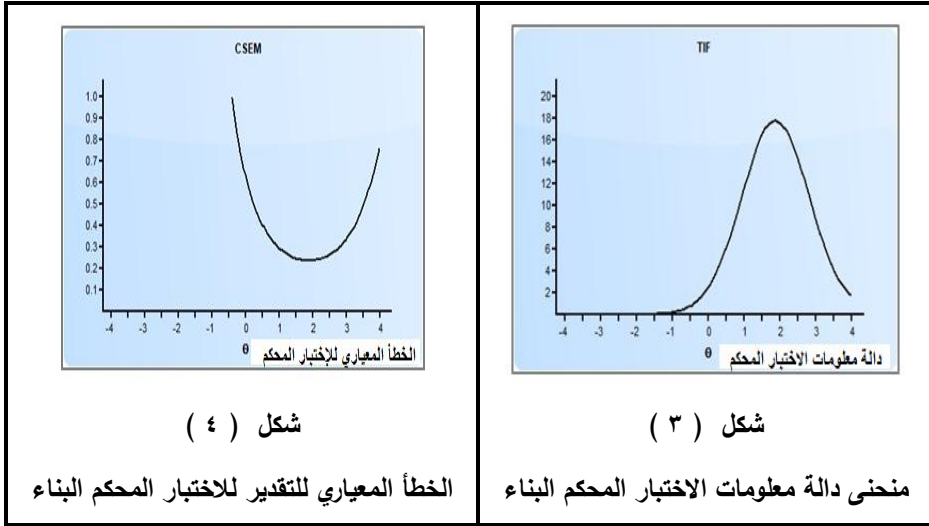 TIF
20
18
16
14
12
10
8
6
4
2
-4 -3 -2 -1 0 1 2 3 4
θ
دالة معلومات الاختبار المحكم
شكل ( ٣ )
منحنى دالة معلومات الاختبار المحكم البناء
CSEM
1.0
0.9
0.8
0.7
0.6
0.5
0.4
0.3
0.2
0.1
-4 -3 -2 -1 0 1 2 3 4
θ
الخطأ المعياري للإختبار المحكم
شكل ( ٤ )
الخطأ المعياري للتقدير للاختبار المحكم البناء